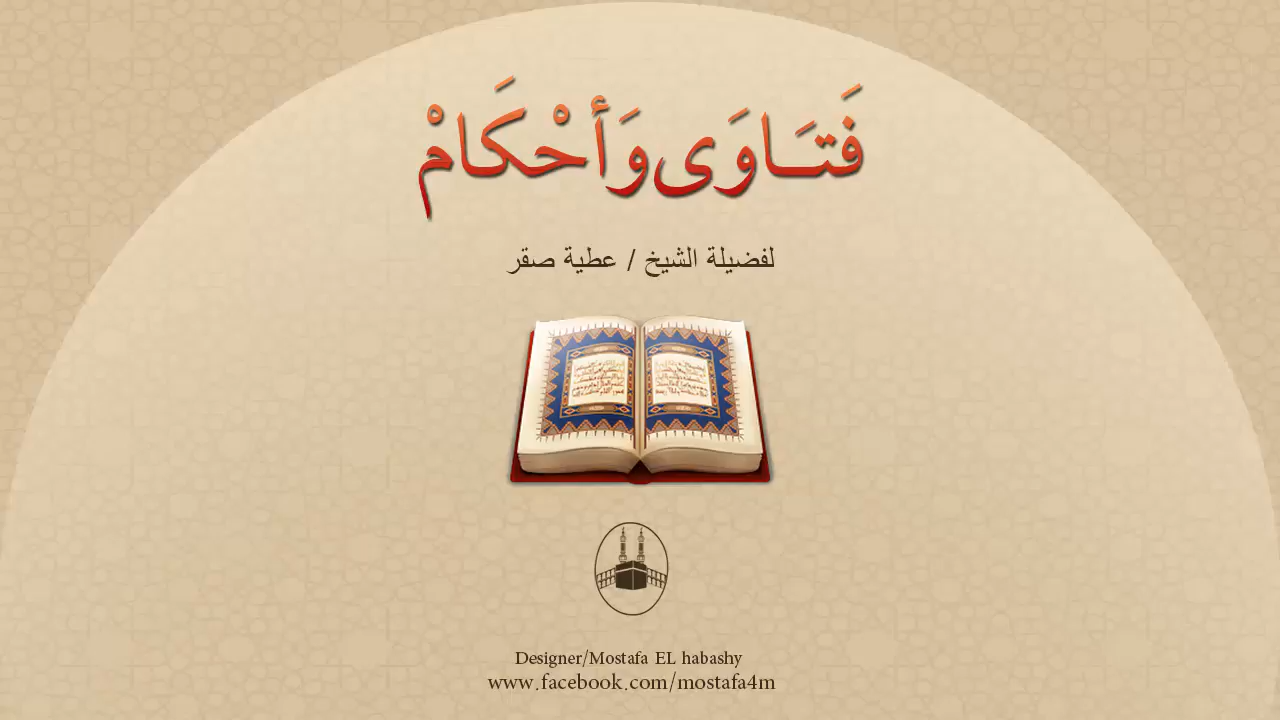 فَتَاوَى وَأَحْكَامْ
لفضيلة الشيخ / عطية صقر
Designer/Mostafa EL habashy
www.facebook.com/mostafa4m